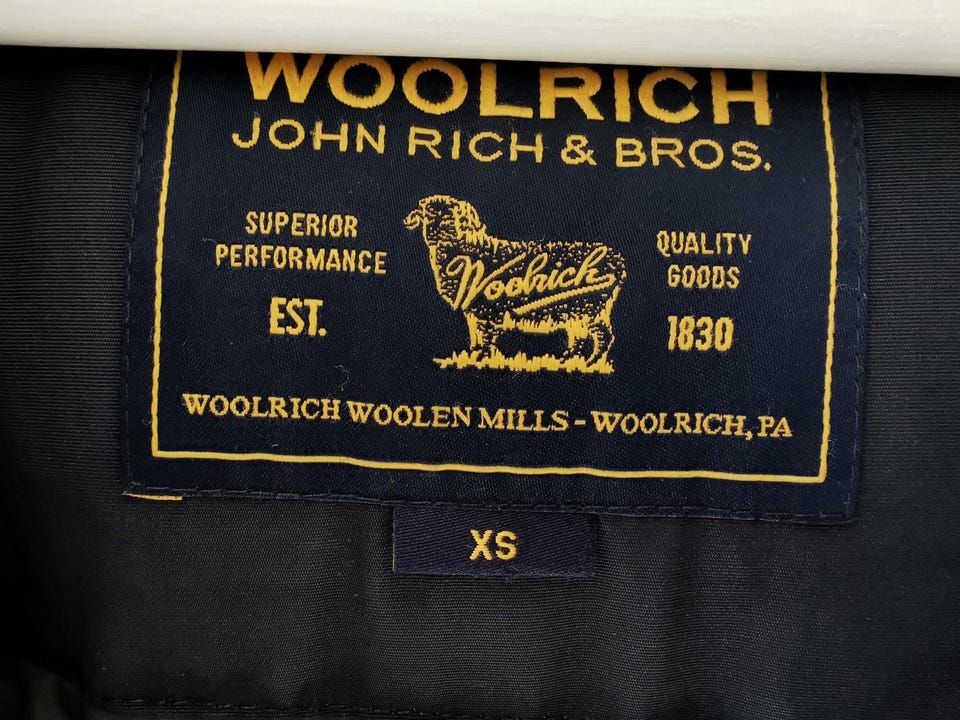 WOOLRICH
JOHN RICH & BROS.
SUPERIOR
PERFORMANCE
EST.
Woolrich
QUALITY
GOODS
1830
WOOLRICH WOOLEN MILLS - WOOLRICH, PA
XS